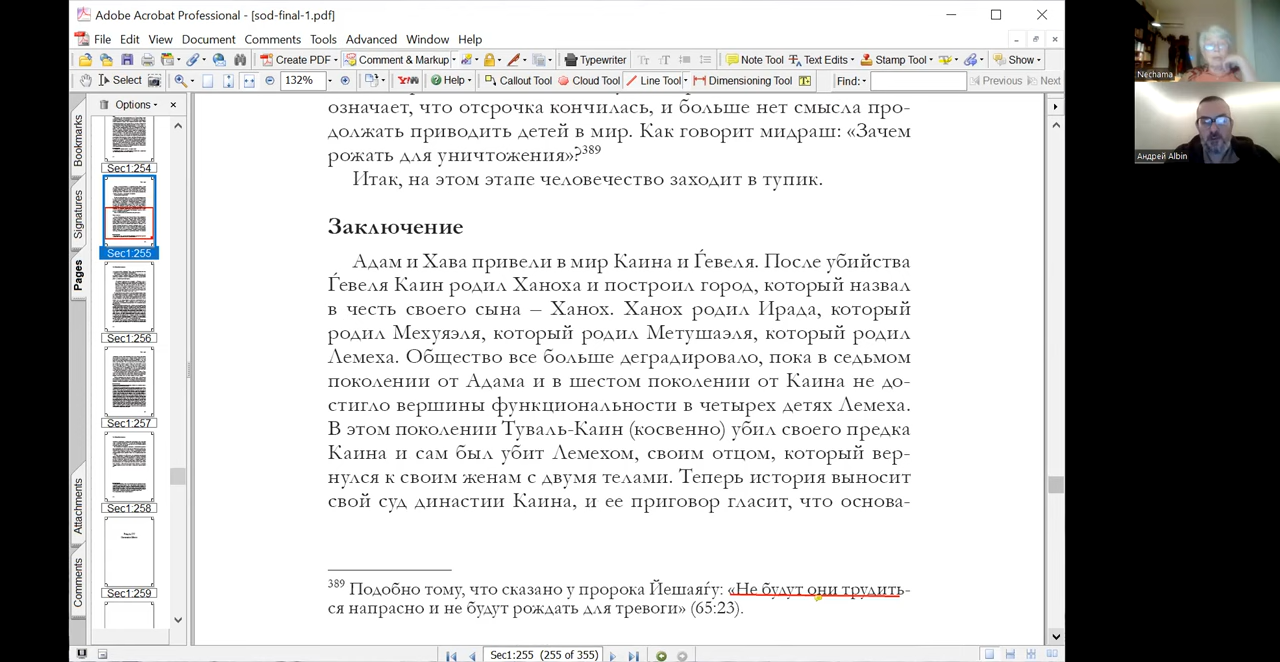 Adobe Acrobat Professional - [sod-final-1.pdf]
File Edit View Document Comments Tools Advanced Window Help
Create PDF Comment & Markup Typewriter Note Tool Text Edits Stamp Tool Show
Select 132% Help Callout Tool Cloud Tool Line Tool Dimensioning Tool Find: Previous Next
Options
Bookmarks
Signatures
Pages
Attachments
Comments
Sec1:254
Sec1:255
Sec1:256
Sec1:257
Sec1:258
Sec1:259
означает, что отсрочка кончилась, и больше нет смысла про-
должать приводить детей в мир. Как говорит мидраш: «Зачем
рожать для уничтожения»?389
Итак, на этом этапе человечество заходит в тупик.
Заключение
Адам и Хава привели в мир Каина и Ѓевеля. После убийства
Ѓевеля Каин родил Ханоха и построил город, который назвал
в честь своего сына – Ханох. Ханох родил Ирада, который
родил Мехуяэля, который родил Метушаэля, который родил
Лемеха. Общество все больше деградировало, пока в седьмом
поколении от Адама и в шестом поколении от Каина не до-
стигло вершины функциональности в четырех детях Лемеха.
В этом поколении Туваль-Каин (косвенно) убил своего предка
Каина и сам был убит Лемехом, своим отцом, который вер-
нулся к своим женам с двумя телами. Теперь история выносит
свой суд династии Каина, и ее приговор гласит, что основа-
389 Подобно тому, что сказано у пророка Йешаяѓу: «Не будут они трудить-
ся напрасно и не будут рождать для тревоги» (65:23).
Sec1:255 (255 of 355)
Nechama
Андрей Albin